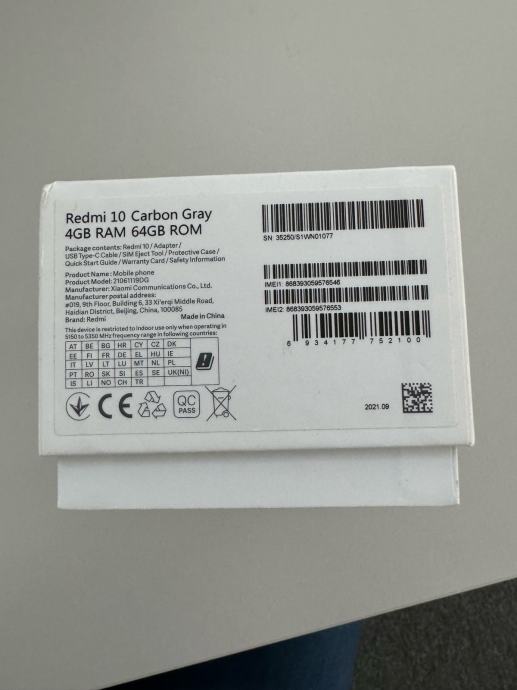 Redmi 10 Carbon Gray
4GB RAM 64GB ROM
Package contents: Redmi 10 / Adapter /
USB Type-C Cable / SIM Eject Tool / Protective Case /
Quick Start Guide / Warranty Card / Safety Information
Product Name: Mobile phone
Product Model: 21061119DG
Manufacturer: Xiaomi Communications Co., Ltd.
Manufacturer postal address:
#019, 9th Floor, Building 6, 33 Xi'erqi Middle Road,
Haidian District, Beijing, China, 100085
Brand: Redmi
Made in China
This device is restricted to indoor use only when operating in
5150 to 5350 MHz frequency range in following countries:
AT BE BG HR CY CZ DK
EE FI FR DE EL HU IE
IT LV LT LU MT NL PL
PT RO SK SI ES SE UK(NI)
IS LI NO CH TR
CE
QC
PASS
SN: 35250/S1WN01077
IMEI1: 868393059576546
IMEI2: 868393059576553
6 934177 752100
2021.09